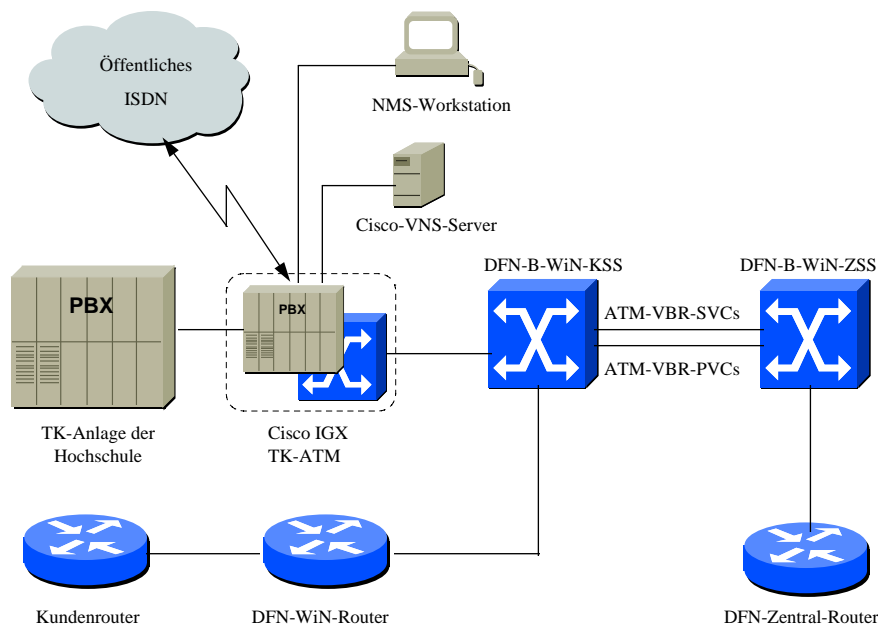 Öffentliches
ISDN
NMS-Workstation
Cisco-VNS-Server
DFN-B-WiN-KSS
DFN-B-WiN-ZSS
PBX
PBX
ATM-VBR-SVCs
ATM-VBR-PVCs
TK-Anlage der
Hochschule
Cisco IGX
TK-ATM
Kundenrouter
DFN-WiN-Router
DFN-Zentral-Router